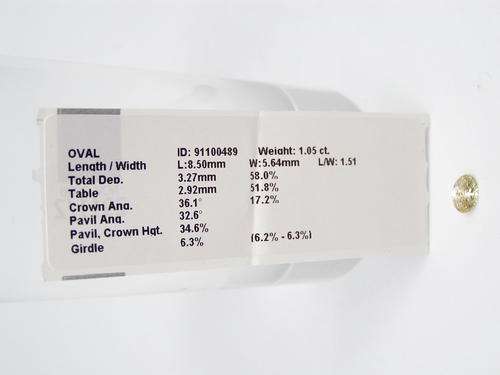 OVAL ID: 91100489 Weight: 1.05 ct.
Length / Width L:8.50mm W:5.64mm L/W: 1.51
Total Dep. 3.27mm 58.0%
Table 2.92mm 51.8%
Crown Ang. 36.1° 17.2%
Pavil Ang. 32.6°
Pavil, Crown Hgt. 34.6%
Girdle 6.3% (6.2% - 6.3%)